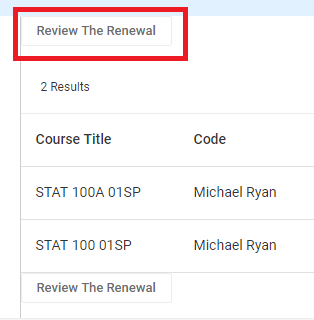 Review The Renewal
2 Results
Course Title Code
STAT 100A 01SP Michael Ryan
STAT 100 01SP Michael Ryan
Review The Renewal